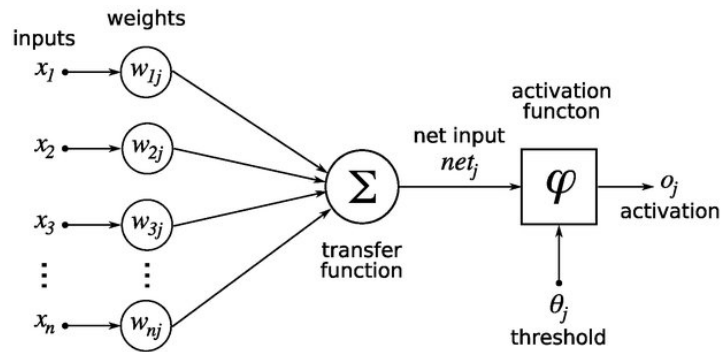 weights
inputs
x1
w1j
x2
w2j
x3
w3j
xn
wnj
Σ
transfer
function
net input
netj
activation
functon
φ
oj
activation
θj
threshold